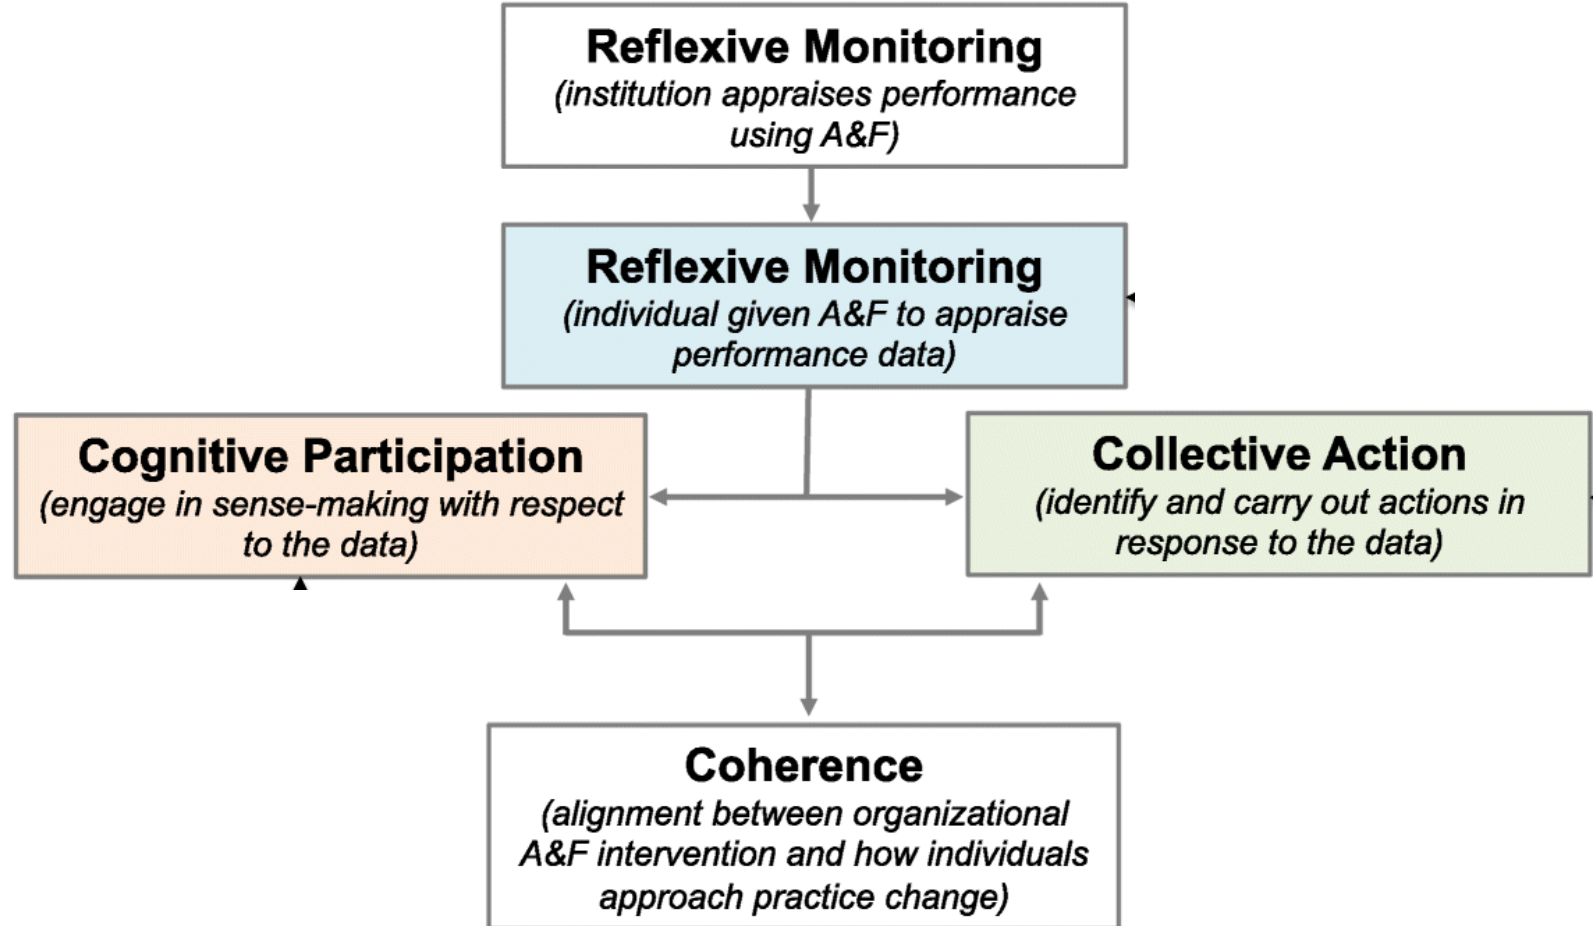 Reflexive Monitoring
(institution appraises performance
using A&F)
Reflexive Monitoring
(individual given A&F to appraise
performance data)
Cognitive Participation
(engage in sense-making with respect
to the data)
Collective Action
(identify and carry out actions in
response to the data)
Coherence
(alignment between organizational
A&F intervention and how individuals
approach practice change)